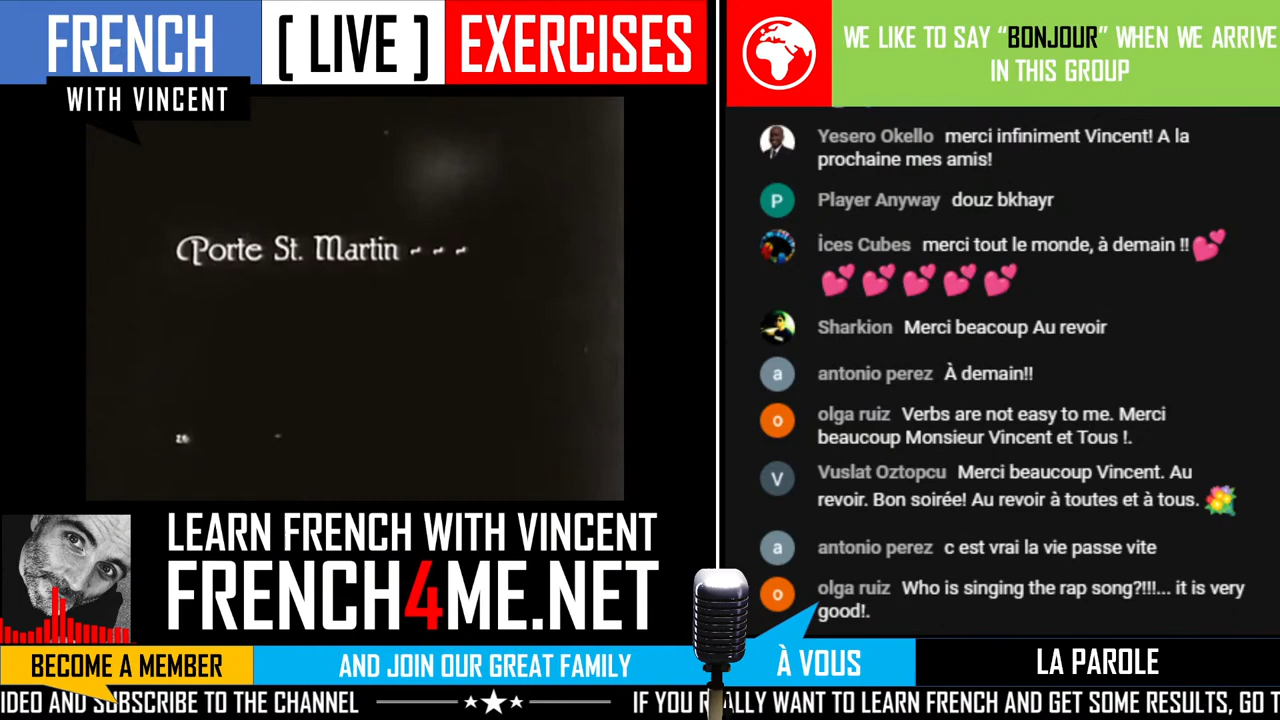 FRENCH
[ LIVE ]
EXERCISES
WITH VINCENT
WE LIKE TO SAY “BONJOUR” WHEN WE ARRIVE
IN THIS GROUP
Porte St. Martin - - -
26
Yesero Okello merci infiniment Vincent! A la
prochaine mes amis!
P
Player Anyway douz bkhayr
İces Cubes merci tout le monde, à demain !!💕
💕💕💕💕💕
Sharkion Merci beacoup Au revoir
a
antonio perez À demain!!
o
olga ruiz Verbs are not easy to me. Merci
beaucoup Monsieur Vincent et Tous !.
V
Vuslat Oztopcu Merci beaucoup Vincent. Au
revoir. Bon soirée! Au revoir à toutes et à tous. 💐
a
antonio perez c est vrai la vie passe vite
o
olga ruiz Who is singing the rap song?!!!... it is very
good!.
LEARN FRENCH WITH VINCENT
FRENCH4ME.NET
BECOME A MEMBER
AND JOIN OUR GREAT FAMILY
À VOUS
LA PAROLE
IDEO AND SUBSCRIBE TO THE CHANNEL
IF YOU REALLY WANT TO LEARN FRENCH AND GET SOME RESULTS, GO T